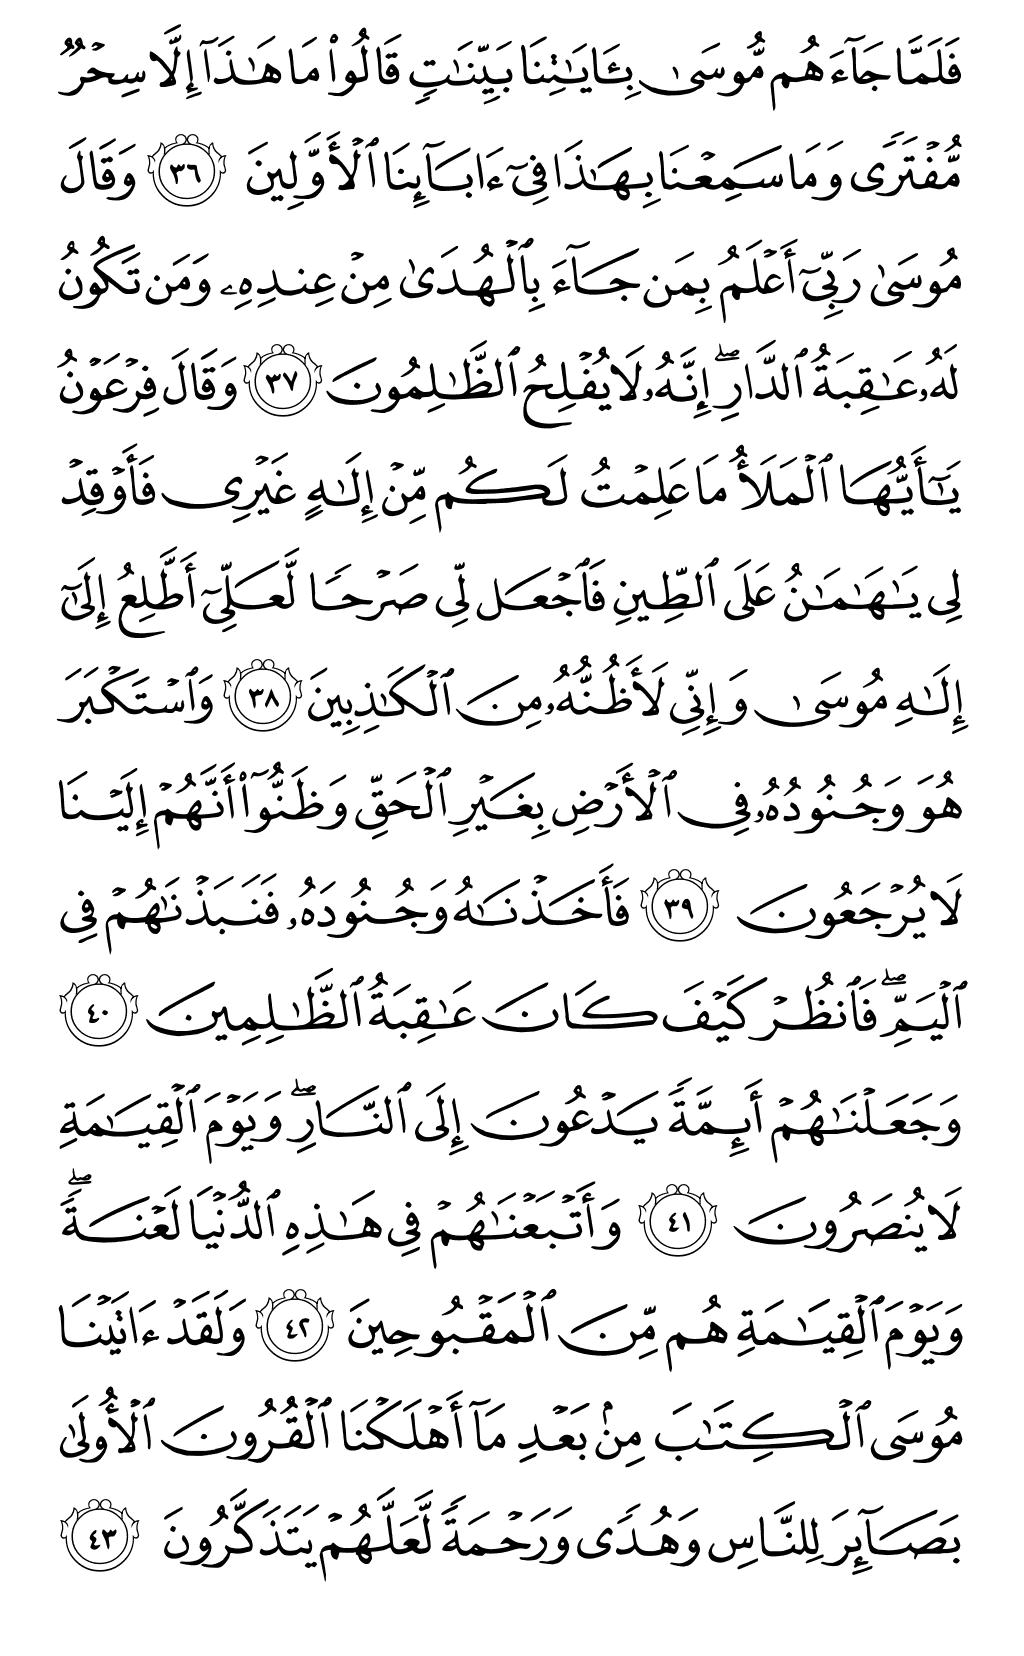 فَلَمَّا جَآءَهُم مُّوسَىٰ بِـَٔايَٰتِنَا بَيِّنَٰتٖ قَالُواْ مَا هَٰذَآ إِلَّا سِحۡرٞ
مُّفۡتَرٗى وَمَا سَمِعۡنَا بِهَٰذَا فِيٓ ءَابَآئِنَا ٱلۡأَوَّلِينَ ٣٦ وَقَالَ
مُوسَىٰ رَبِّيٓ أَعۡلَمُ بِمَن جَآءَ بِٱلۡهُدَىٰ مِنۡ عِندِهِۦ وَمَن تَكُونُ
لَهُۥ عَٰقِبَةُ ٱلدَّارِۖ إِنَّهُۥ لَا يُفۡلِحُ ٱلظَّٰلِمُونَ ٣٧ وَقَالَ فِرۡعَوۡنُ
يَٰٓأَيُّهَا ٱلۡمَلَأُ مَا عَلِمۡتُ لَكُم مِّنۡ إِلَٰهٍ غَيۡرِي فَأَوۡقِدۡ
لِي يَٰهَٰمَٰنُ عَلَى ٱلطِّينِ فَٱجۡعَل لِّي صَرۡحٗا لَّعَلِّيٓ أَطَّلِعُ إِلَىٰٓ
إِلَٰهِ مُوسَىٰ وَإِنِّي لَأَظُنُّهُۥ مِنَ ٱلۡكَٰذِبِينَ ٣٨ وَٱسۡتَكۡبَرَ
هُوَ وَجُنُودُهُۥ فِي ٱلۡأَرۡضِ بِغَيۡرِ ٱلۡحَقِّ وَظَنُّوٓاْ أَنَّهُمۡ إِلَيۡنَا
لَا يُرۡجَعُونَ ٣٩ فَأَخَذۡنَٰهُ وَجُنُودَهُۥ فَنَبَذۡنَٰهُمۡ فِي
ٱلۡيَمِّۖ فَٱنظُرۡ كَيۡفَ كَانَ عَٰقِبَةُ ٱلظَّٰلِمِينَ ٤٠
وَجَعَلۡنَٰهُمۡ أَئِمَّةٗ يَدۡعُونَ إِلَى ٱلنَّارِۖ وَيَوۡمَ ٱلۡقِيَٰمَةِ
لَا يُنصَرُونَ ٤١ وَأَتۡبَعۡنَٰهُمۡ فِي هَٰذِهِ ٱلدُّنۡيَا لَعۡنَةٗۖ
وَيَوۡمَ ٱلۡقِيَٰمَةِ هُم مِّنَ ٱلۡمَقۡبُوحِينَ ٤٢ وَلَقَدۡ ءَاتَيۡنَا
مُوسَى ٱلۡكِتَٰبَ مِنۢ بَعۡدِ مَآ أَهۡلَكۡنَا ٱلۡقُرُونَ ٱلۡأُولَىٰ
بَصَآئِرَ لِلنَّاسِ وَهُدٗى وَرَحۡمَةٗ لَّعَلَّهُمۡ يَتَذَكَّرُونَ ٤٣